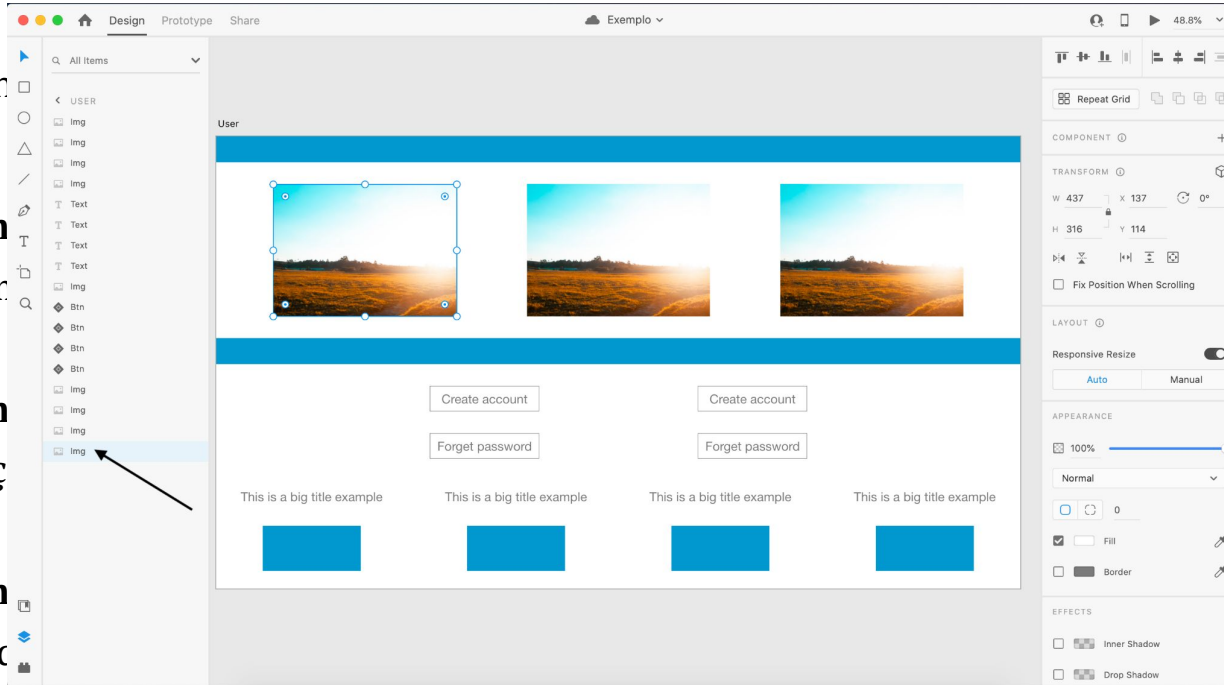 Design Prototype Share
Exemplo
48.8%
All Items
USER
Img
Img
Img
Img
Text
Text
Text
Text
Img
Btn
Btn
Btn
Btn
Img
Img
Img
Img
User
Create account Create account
Forget password Forget password
This is a big title example This is a big title example This is a big title example This is a big title example
Repeat Grid
COMPONENT
TRANSFORM
W 437 X 137 0°
H 316 Y 114
Fix Position When Scrolling
LAYOUT
Responsive Resize
Auto Manual
APPEARANCE
100%
Normal
0
Fill
Border
EFFECTS
Inner Shadow
Drop Shadow